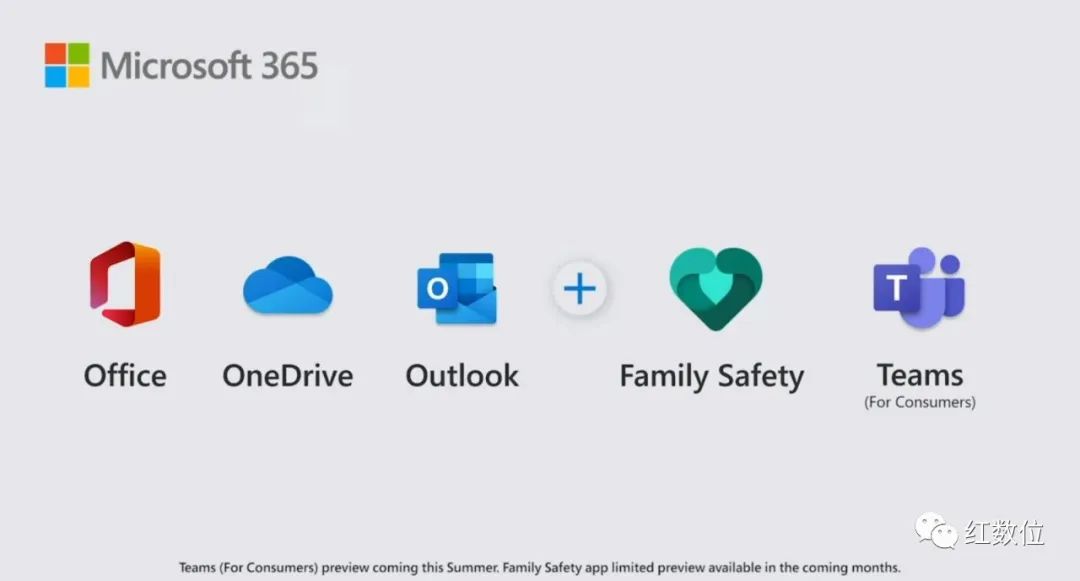 Microsoft 365
Office
OneDrive
Outlook
Family Safety
Teams
(For Consumers)
红数位
Teams (For Consumers) preview coming this Summer. Family Safety app limited preview available in the coming months.